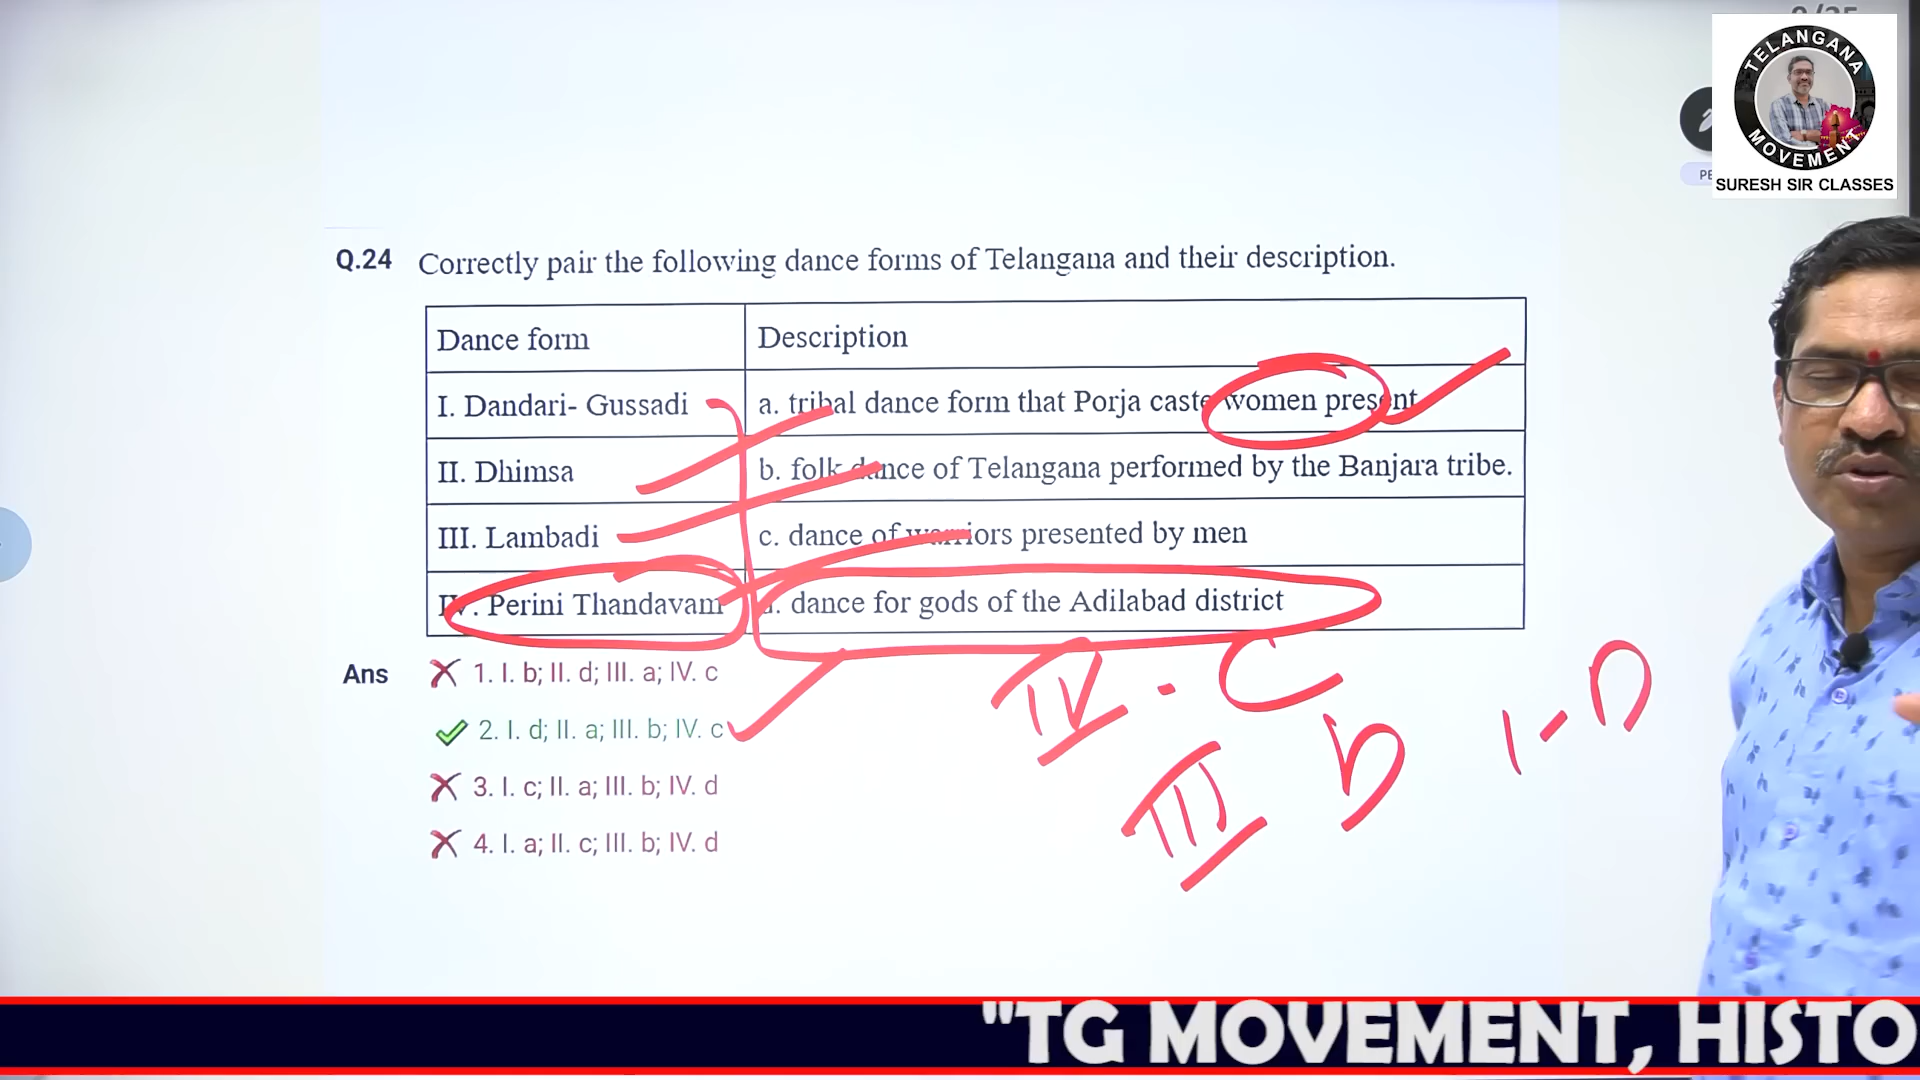 TELANGANA
MOVEMENT
SURESH SIR CLASSES
Q.24 Correctly pair the following dance forms of Telangana and their description.
Dance form Description
I. Dandari- Gussadi a. tribal dance form that Porja caste women present
II. Dhimsa b. folk dance of Telangana performed by the Banjara tribe.
III. Lambadi c. dance of warriors presented by men
IV. Perini Thandavam d. dance for gods of the Adilabad district
Ans 1. I. b; II. d; III. a; IV. c
2. I. d; II. a; III. b; IV. c
3. I. c; II. a; III. b; IV. d
4. I. a; II. c; III. b; IV. d
IV - C
III b
1-D
"TG MOVEMENT, HISTO